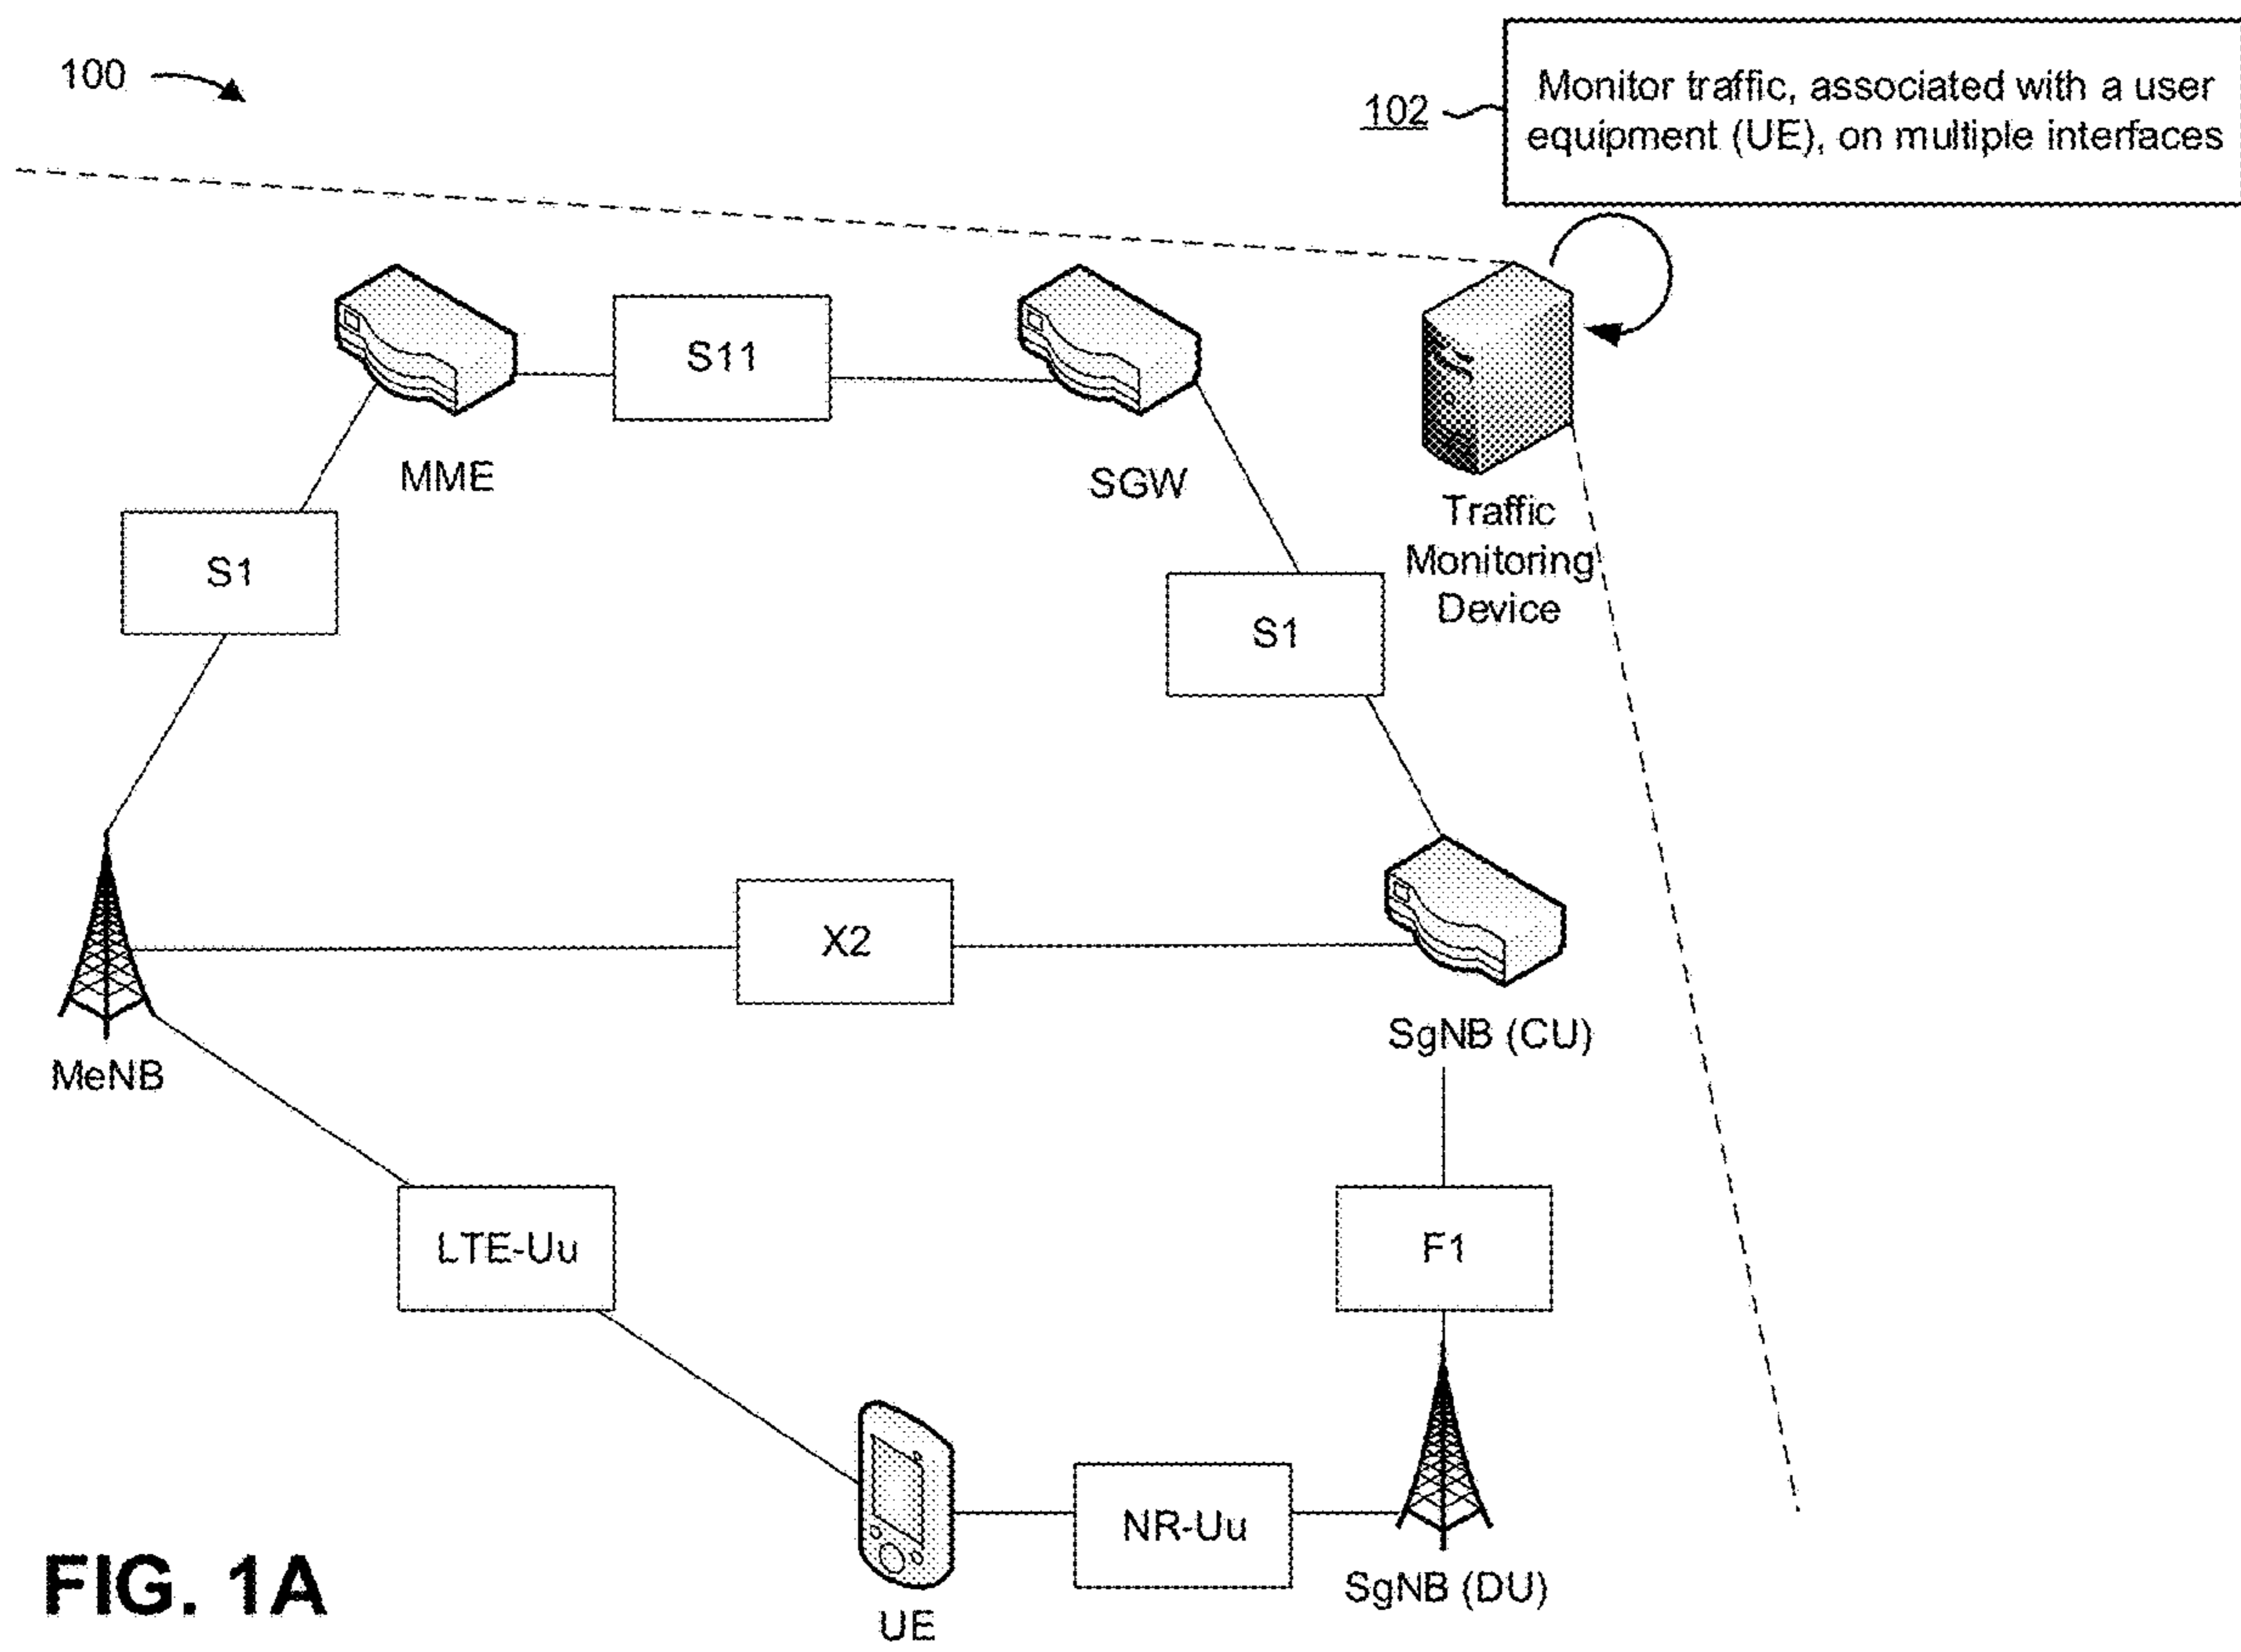 100
102
Monitor traffic, associated with a user
equipment (UE), on multiple interfaces
S11
MME
SGW
Traffic
Monitoring
Device
S1
S1
X2
SgNB (CU)
MeNB
LTE-Uu
F1
NR-Uu
SgNB (DU)
UE
FIG. 1A